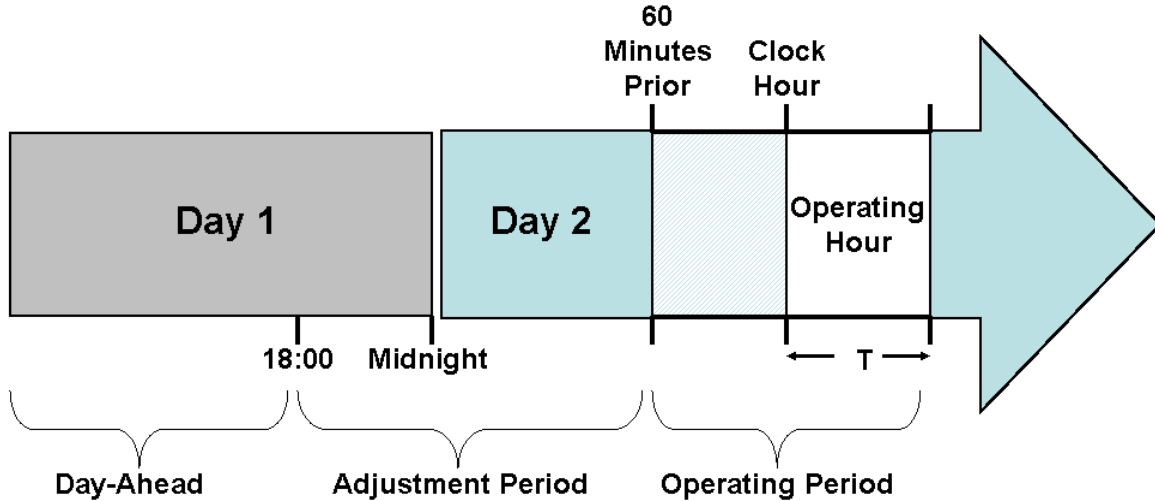 60
Minutes
Prior
Clock
Hour
Day 1
Day 2
Operating
Hour
18:00
Midnight
T
Day-Ahead
Adjustment Period
Operating Period